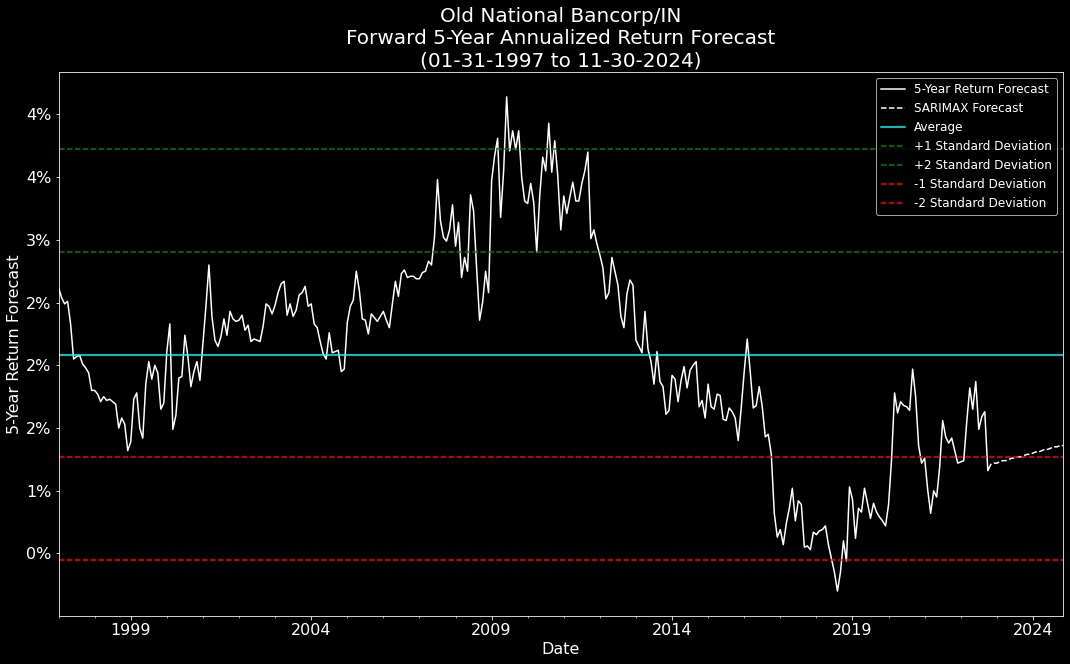 Old National Bancorp/IN
Forward 5-Year Annualized Return Forecast
(01-31-1997 to 11-30-2024)
5-Year Return Forecast
SARIMAX Forecast
Average
+1 Standard Deviation
+2 Standard Deviation
-1 Standard Deviation
-2 Standard Deviation
5-Year Return Forecast
4%
4%
3%
2%
2%
2%
1%
0%
1999
2004
2009
2014
2019
2024
Date